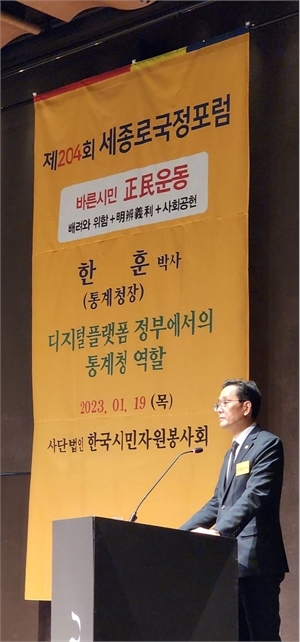 제204회 세종로국정포럼
바른시민 正民운동
배려와 위함+明辨義利+사회공헌
한 훈 박사
(통계청장)
디지털플랫폼 정부에서의
통계청 역할
2023. 01. 19 (목)
사단법인 한국시민자원봉사회